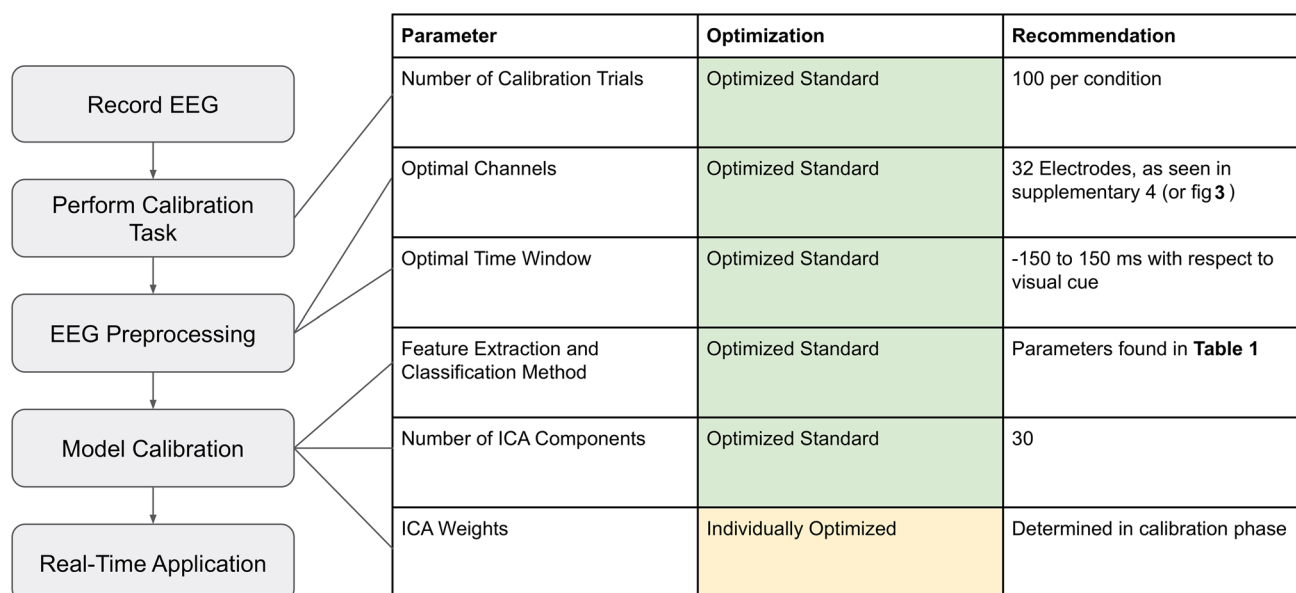 Record EEG
Perform Calibration
Task
EEG Preprocessing
Model Calibration
Real-Time Application
Parameter Optimization Recommendation
Number of Calibration Trials Optimized Standard 100 per condition
Optimal Channels Optimized Standard 32 Electrodes, as seen in
supplementary 4 (or fig 3 )
Optimal Time Window Optimized Standard -150 to 150 ms with respect to
visual cue
Feature Extraction and Optimized Standard Parameters found in Table 1
Classification Method
Number of ICA Components Optimized Standard 30
ICA Weights Individually Optimized Determined in calibration phase